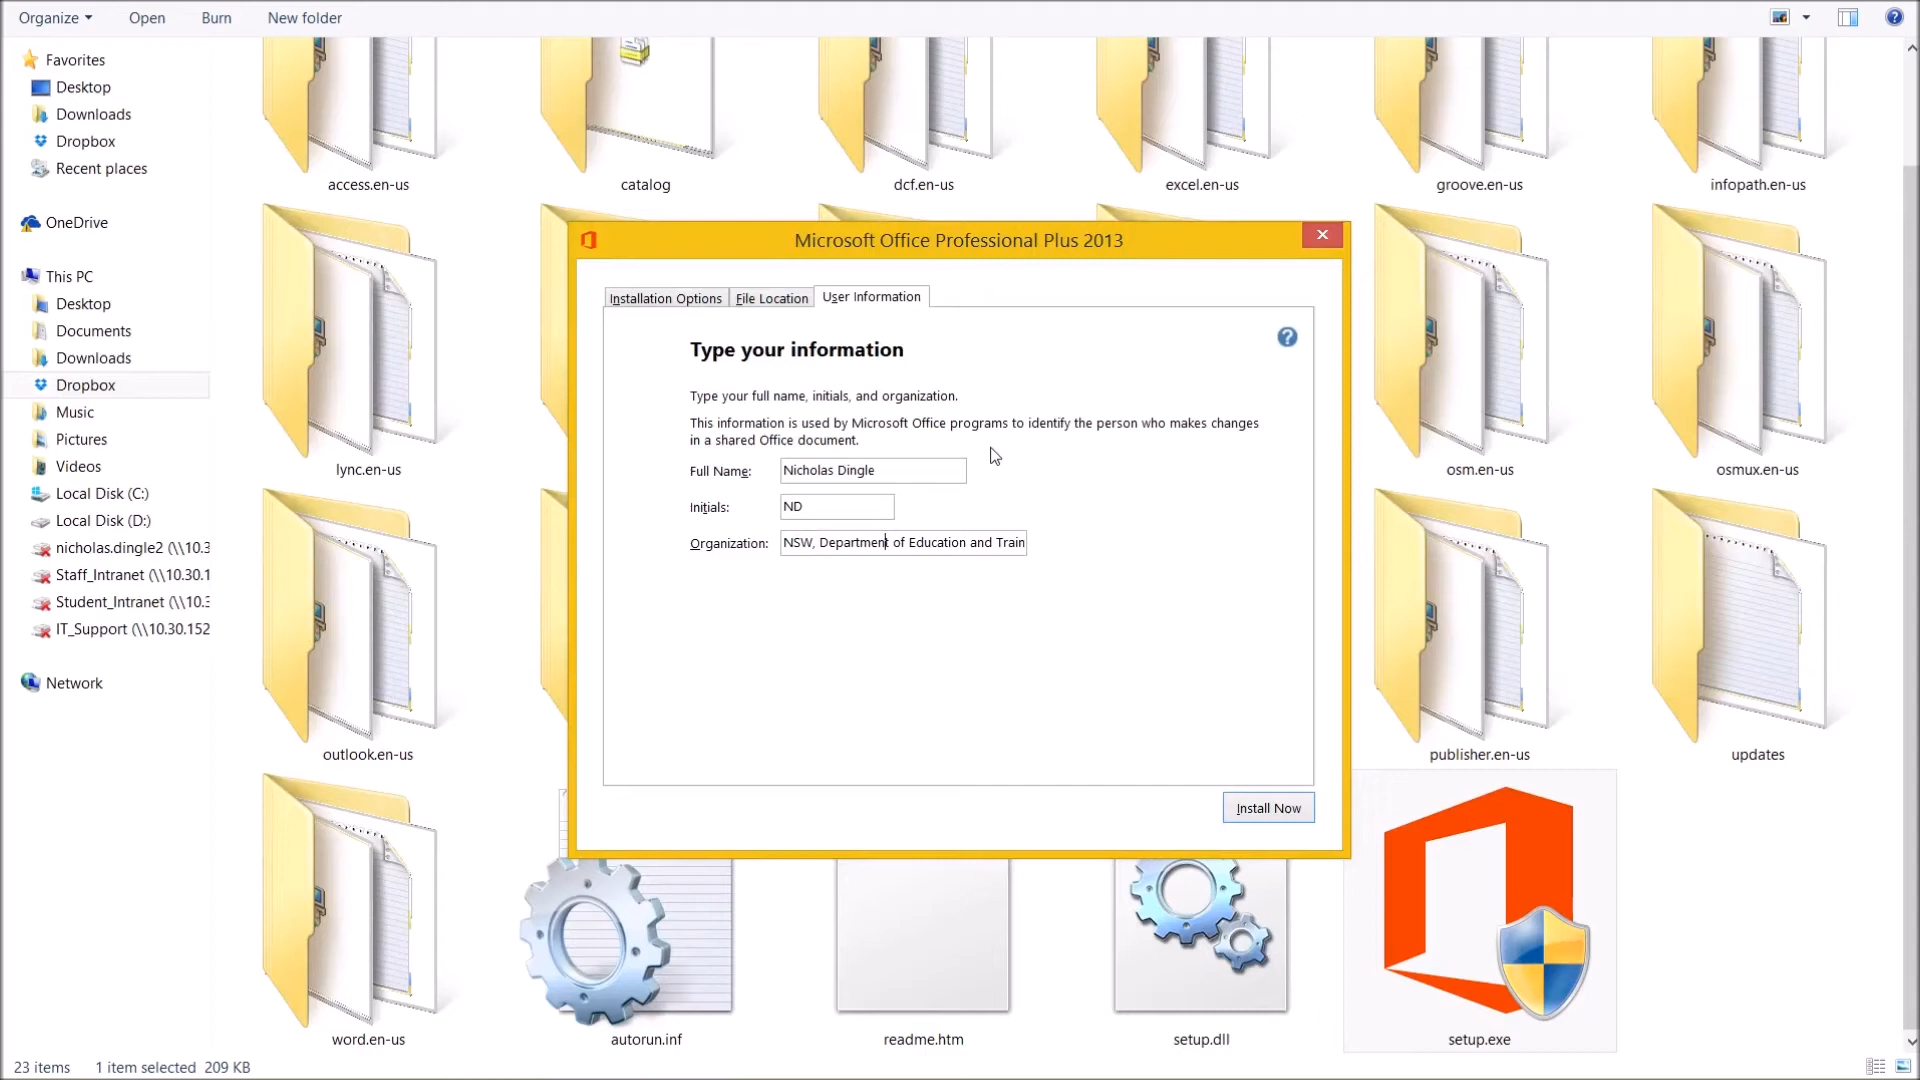 Organize Open Burn New folder
Favorites
Desktop
Downloads
Dropbox
Recent places
OneDrive
This PC
Desktop
Documents
Downloads
Dropbox
Music
Pictures
Videos
Local Disk (C:)
Local Disk (D:)
nicholas.dingle2 (\\10.3
Staff_Intranet (\\10.30.1
Student_Intranet (\\10.3
IT_Support (\\10.30.152
Network
access.en-us catalog dcf.en-us excel.en-us groove.en-us infopath.en-us
lync.en-us osm.en-us osmux.en-us
outlook.en-us publisher.en-us updates
word.en-us autorun.inf readme.htm setup.dll setup.exe
Microsoft Office Professional Plus 2013
Installation Options File Location User Information
Type your information
Type your full name, initials, and organization.
This information is used by Microsoft Office programs to identify the person who makes changes
in a shared Office document.
Full Name: Nicholas Dingle
Initials: ND
Organization: NSW, Department of Education and Train
Install Now
23 items 1 item selected 209 KB